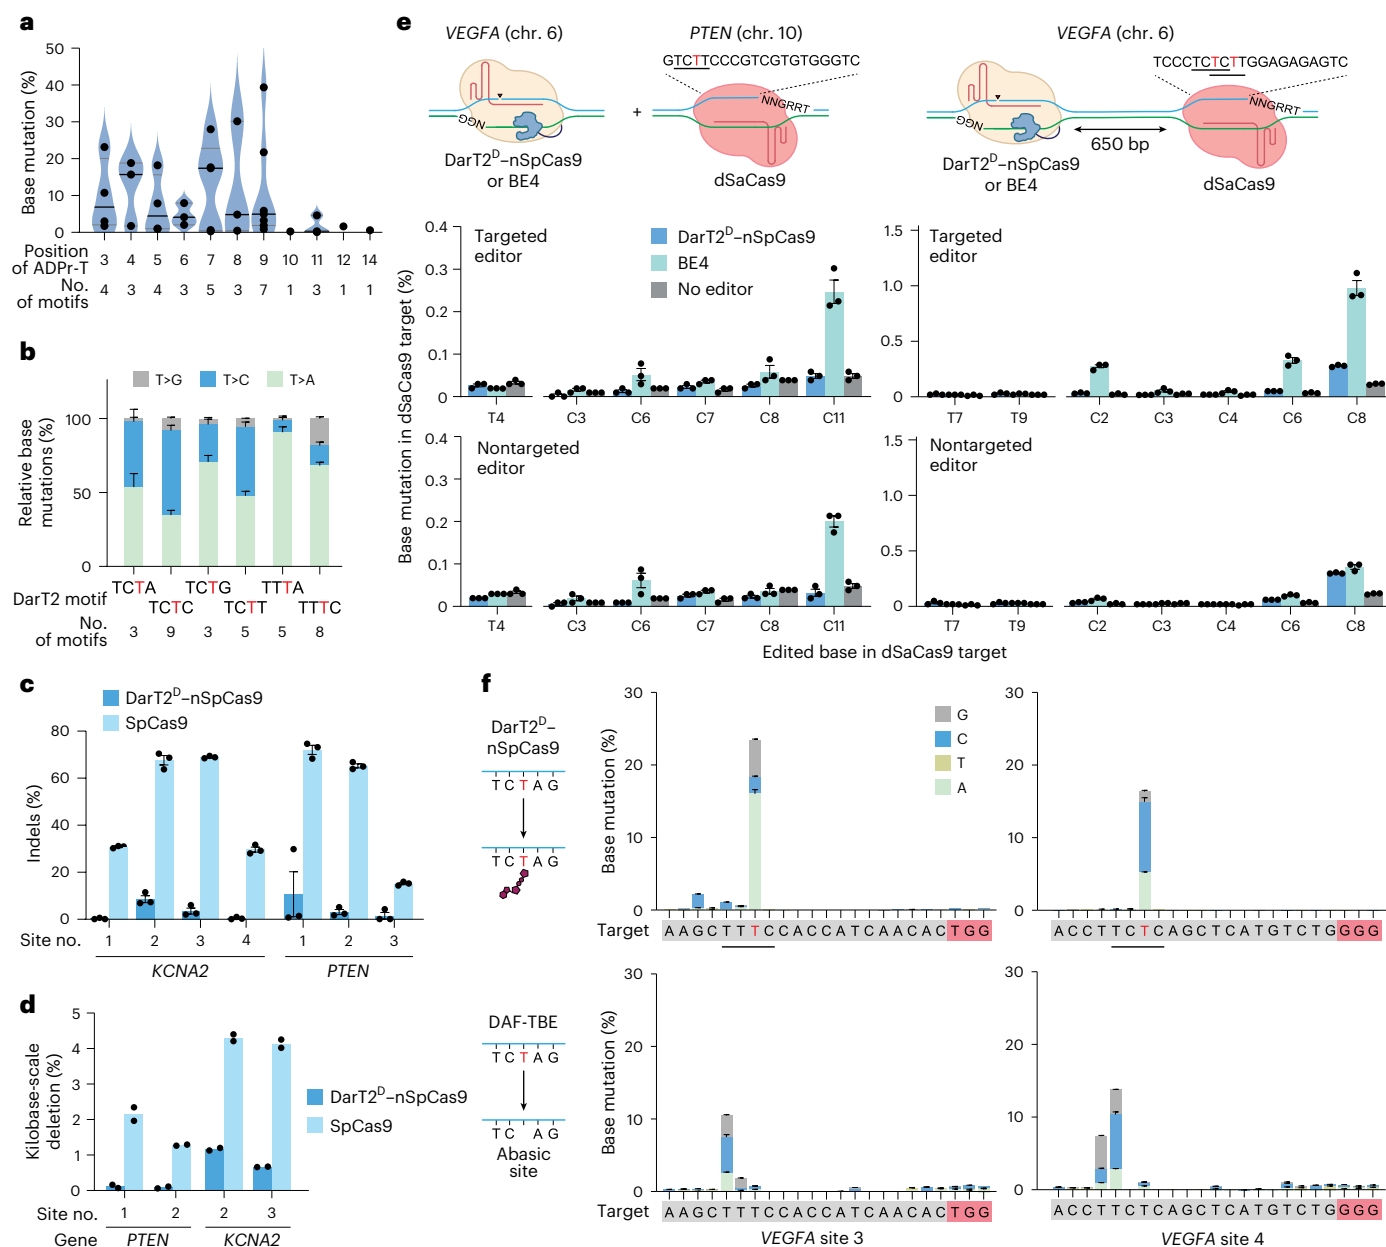 a
Base mutation (%)
50
40
30
20
10
0
Position of ADPr-T
3 4 5 6 7 8 9 10 11 12 14
No. of motifs
4 3 4 3 5 3 7 1 3 1 1
b
T>G T>C T>A
Relative base mutations (%)
100
50
0
DarT2 motif
TCTA TCTC TCTG TCTT TTTA TTTC
No. of motifs
3 9 3 5 5 8
c
DarT2D–nSpCas9
SpCas9
Indels (%)
80
60
40
20
0
Site no.
1 2 3 4 1 2 3
KCNA2 PTEN
d
Kilobase-scale deletion (%)
5
4
3
2
1
0
DarT2D–nSpCas9
SpCas9
Site no. 1 2 2 3
Gene PTEN KCNA2
e
VEGFA (chr. 6)
PTEN (chr. 10)
GTCTTCCCGTCGTGTGGGTC
NGG
NNGRRT
+
DarT2D–nSpCas9 or BE4
dSaCas9
VEGFA (chr. 6)
TCCCTCTCTTGGAGAGAGTC
NGG
NNGRRT
650 bp
DarT2D–nSpCas9 or BE4
dSaCas9
Base mutation in dSaCas9 target (%)
Targeted editor
DarT2D–nSpCas9
BE4
No editor
0.4
0.3
0.2
0.1
0
T4 C3 C6 C7 C8 C11
Targeted editor
1.5
1.0
0.5
0
T7 T9 C2 C3 C4 C6 C8
Nontargeted editor
0.4
0.3
0.2
0.1
0
T4 C3 C6 C7 C8 C11
Nontargeted editor
1.5
1.0
0.5
0
T7 T9 C2 C3 C4 C6 C8
Edited base in dSaCas9 target
f
DarT2D–nSpCas9
T C T A G
T C T A G
Base mutation (%)
30
20
10
0
G
C
T
A
Target A A G C T T T C C A C C A T C A A C A C T G G
30
20
10
0
A C C T T C T C A G C T C A T G T C T G G G G
DAF-TBE
T C T A G
T C A G
Abasic site
Base mutation (%)
30
20
10
0
Target A A G C T T T C C A C C A T C A A C A C T G G
VEGFA site 3
30
20
10
0
A C C T T C T C A G C T C A T G T C T G G G G
VEGFA site 4